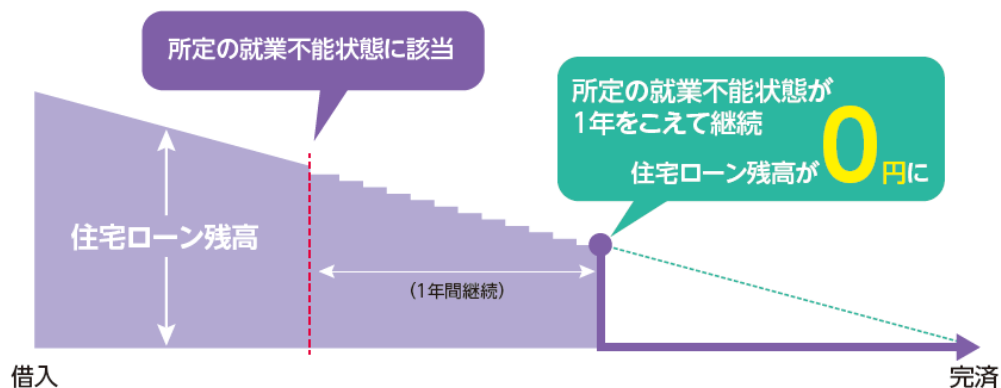 所定の就業不能状態に該当
所定の就業不能状態が
1年をこえて継続
住宅ローン残高が0円に
住宅ローン残高
(1年間継続)
借入
完済